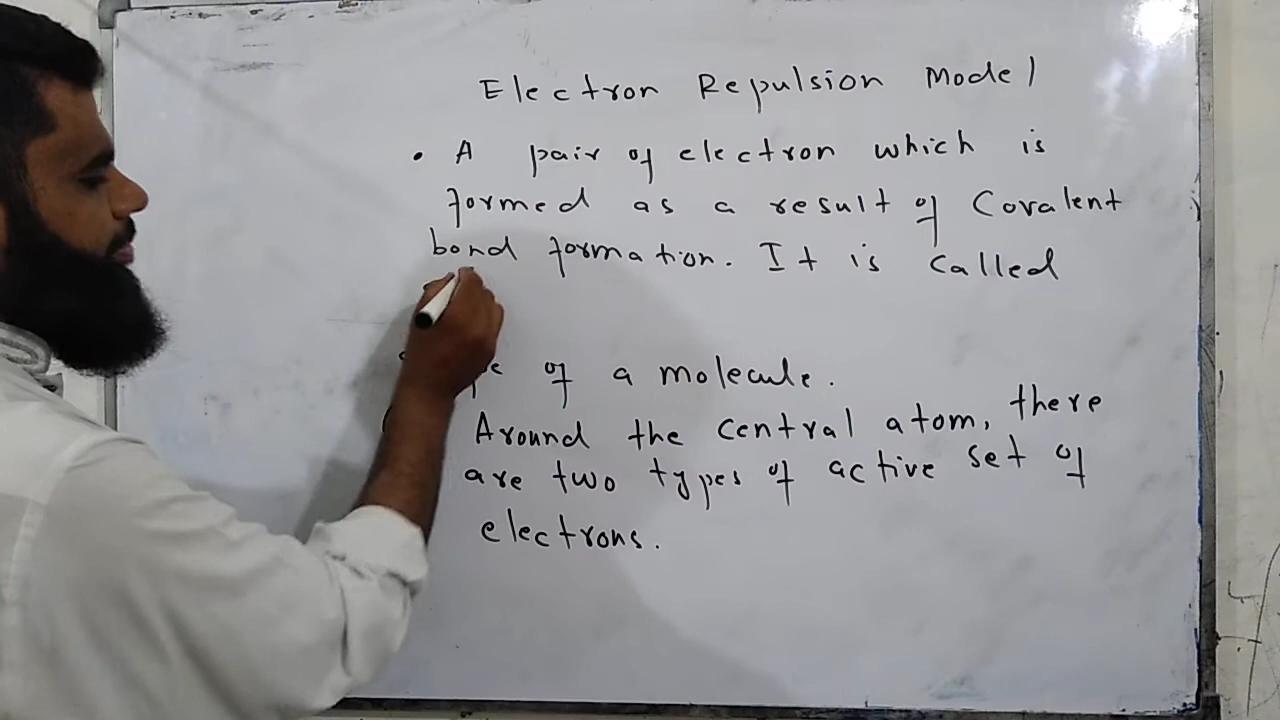 Electron Repulsion Model
• A pair of electron which is
formed as a result of Covalent
bond formation. It is called
of a molecule.
Around the central atom, there
are two types of active set of
electrons.